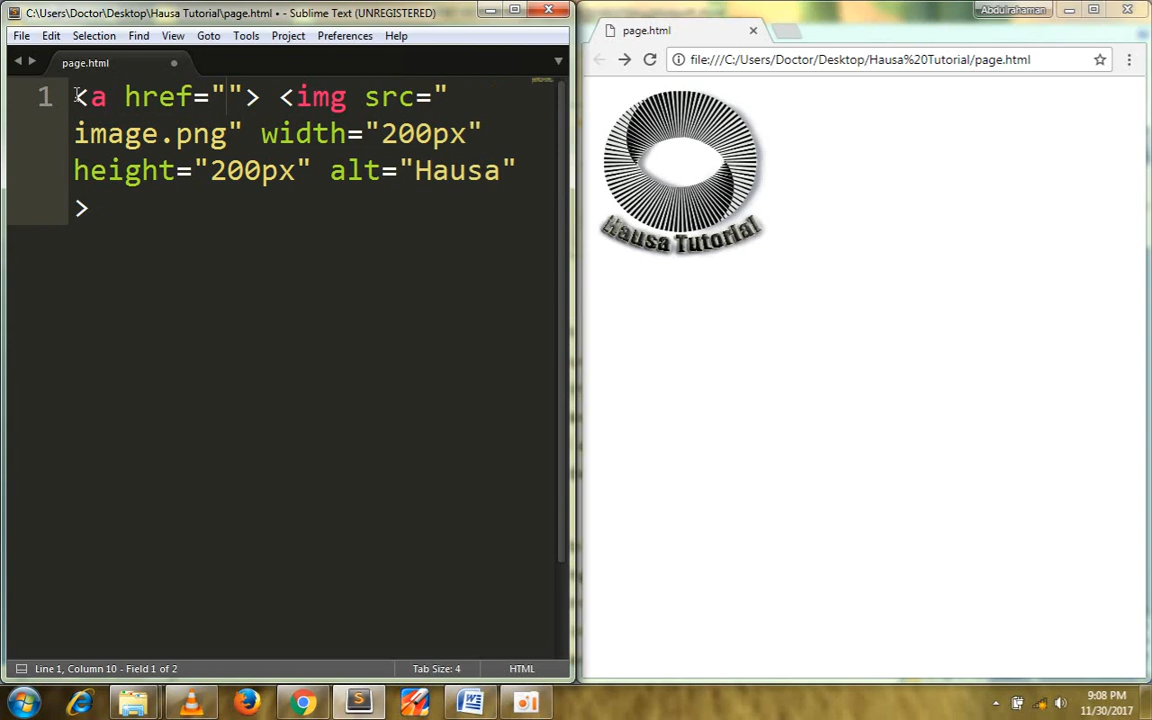 C:\Users\Doctor\Desktop\Hausa Tutorial\page.html • - Sublime Text (UNREGISTERED)
File Edit Selection Find View Goto Tools Project Preferences Help
page.html
1 <a href=""> <img src="
image.png" width="200px"
height="200px" alt="Hausa"
>
Line 1, Column 10 - Field 1 of 2 Tab Size: 4 HTML
Abdulrahaman
page.html
file:///C:/Users/Doctor/Desktop/Hausa%20Tutorial/page.html
Hausa Tutorial
9:08 PM
11/30/2017